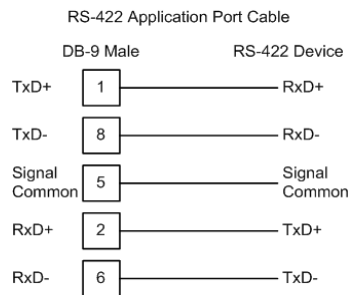 RS-422 Application Port Cable
DB-9 Male RS-422 Device
TxD+ 1 RxD+
TxD- 8 RxD-
Signal Common 5 Signal Common
RxD+ 2 TxD+
RxD- 6 TxD-